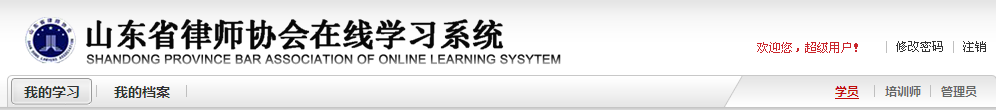 山东省律师协会在线学习系统
SHANDONG PROVINCE BAR ASSOCIATION OF ONLINE LEARNING SYSYTEM
欢迎您，超级用户! 修改密码 注销
我的学习 我的档案 学员 培训师 管理员